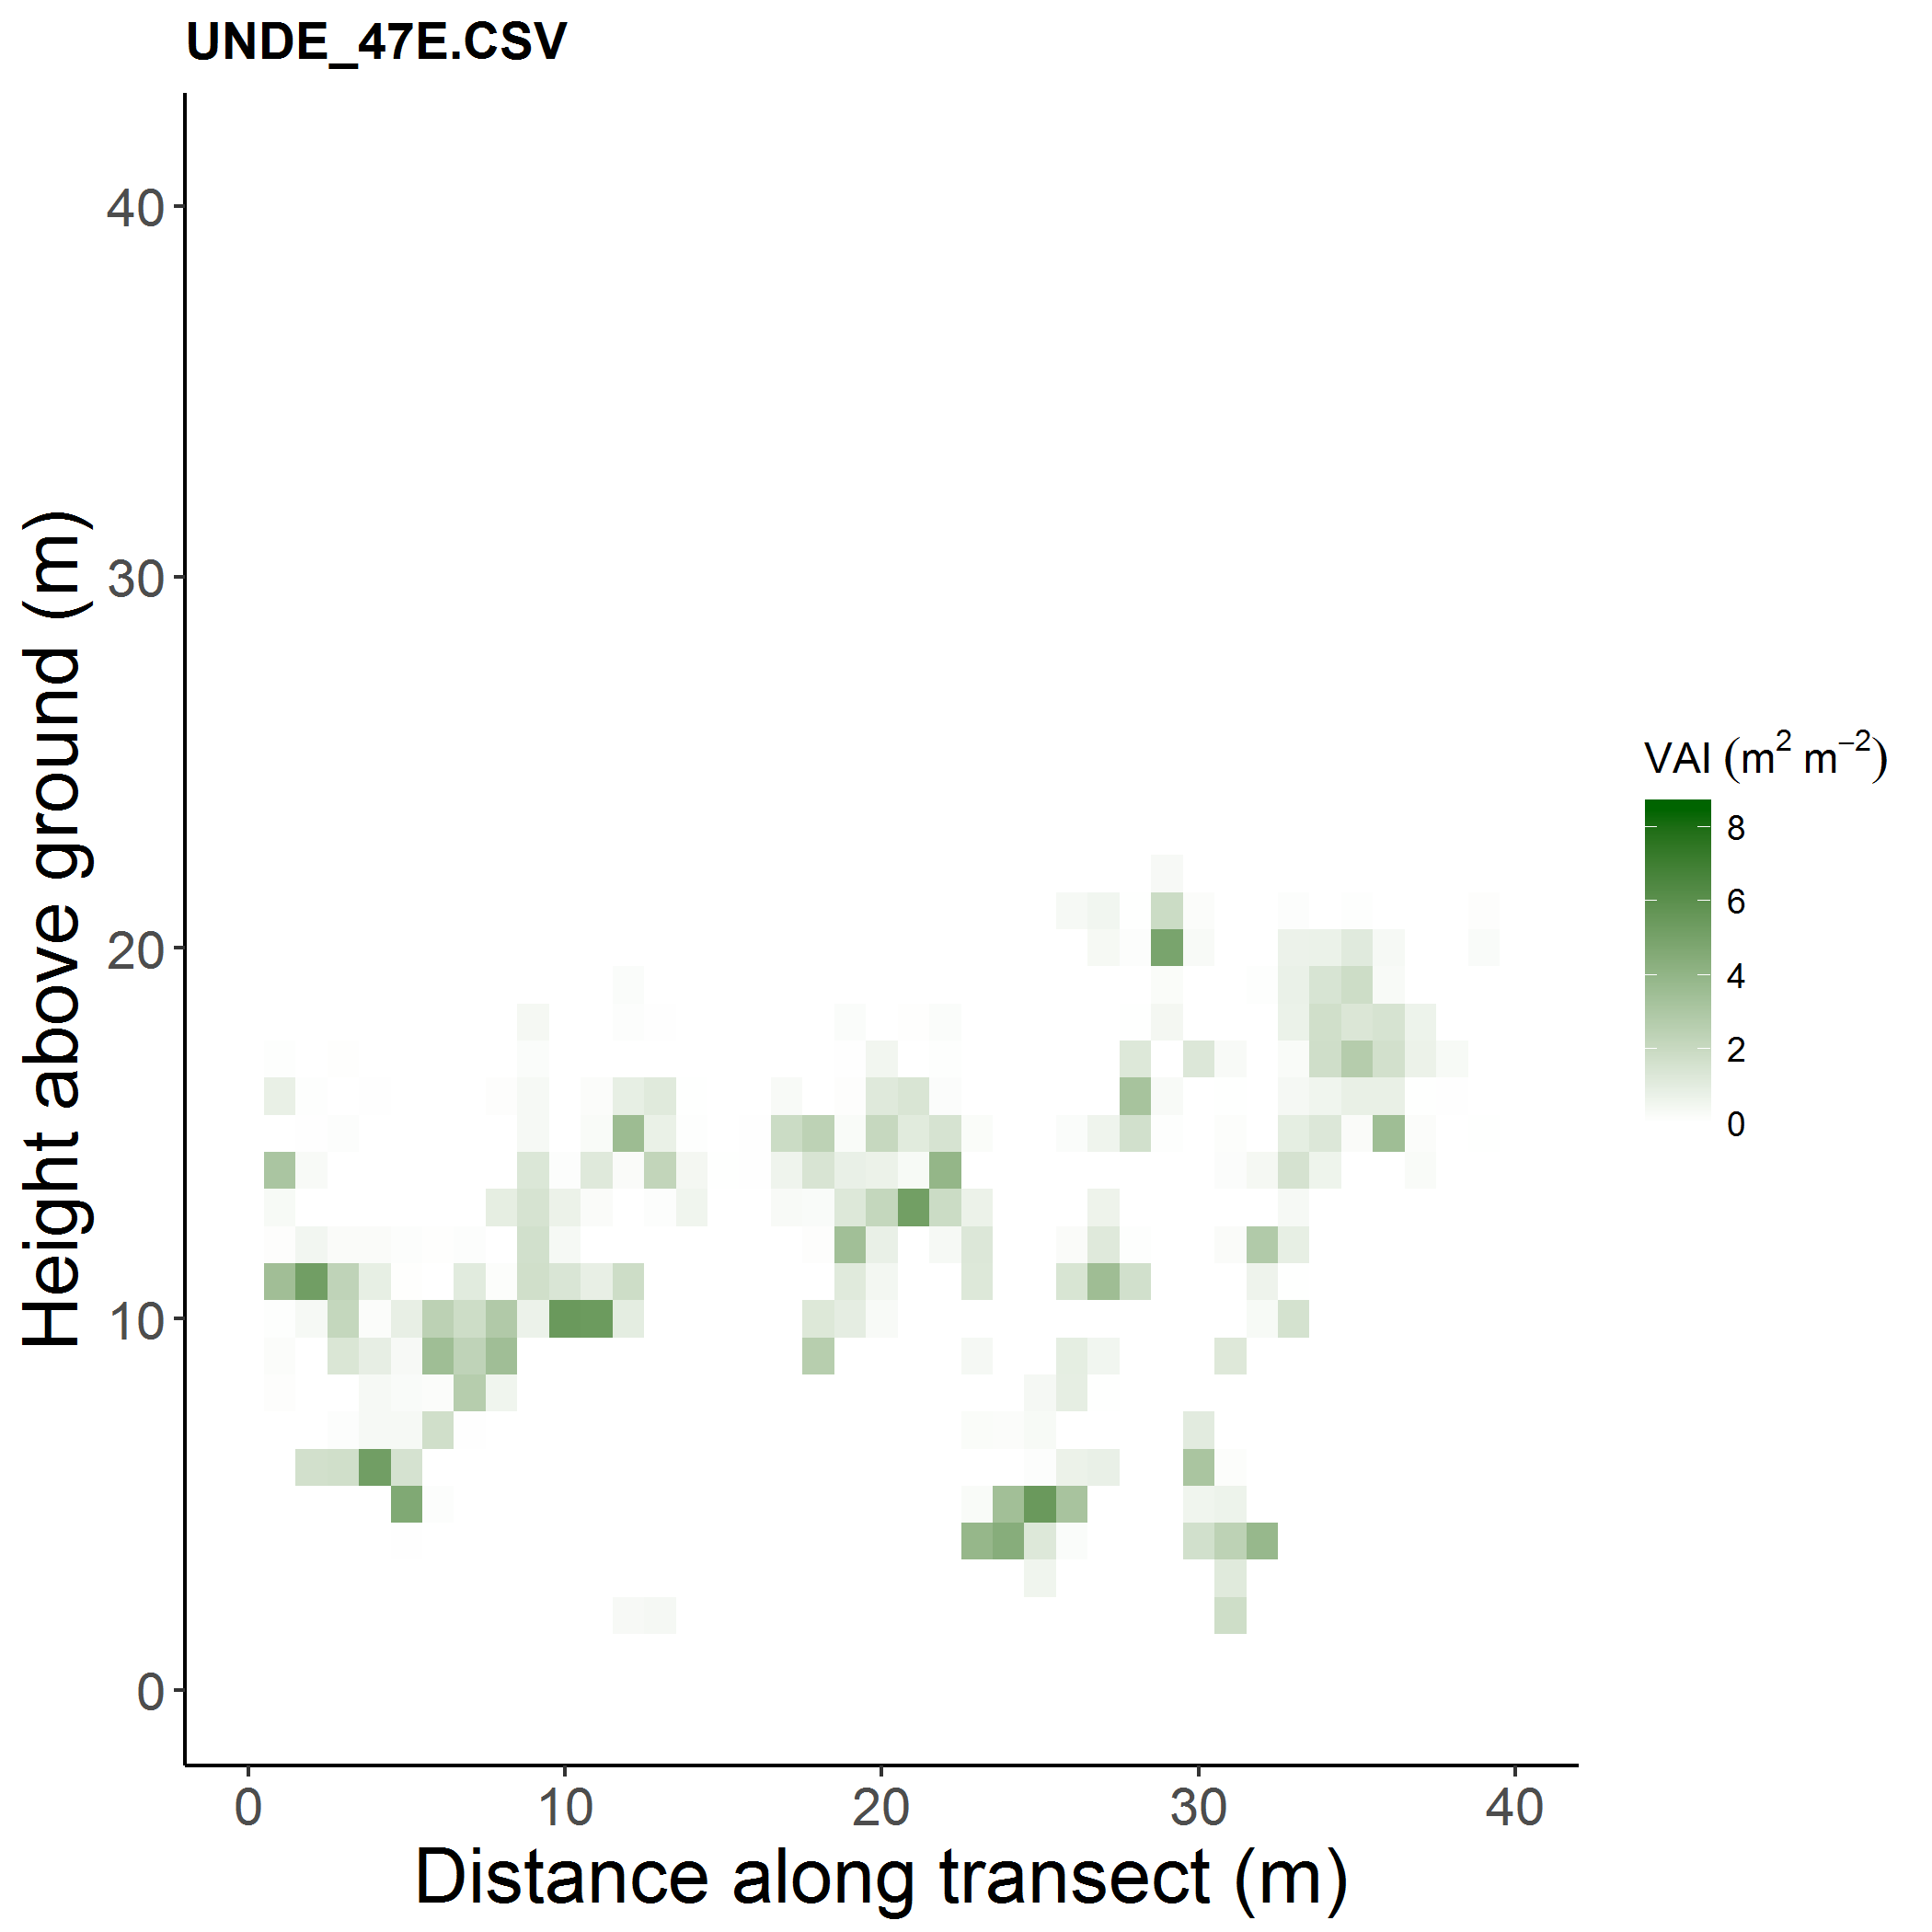 UNDE_47E.CSV
Height above ground (m)
40
30
20
10
0
0 10 20 30 40
Distance along transect (m)
VAI (m² m⁻²)
8
6
4
2
0